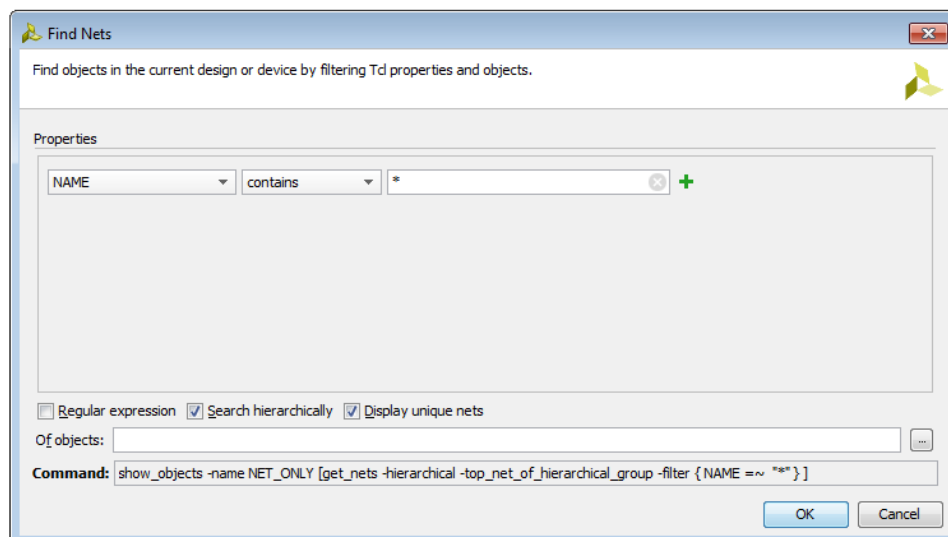 Find Nets
Find objects in the current design or device by filtering Tcl properties and objects.
Properties
NAME contains *
Regular expression Search hierarchically Display unique nets
Of objects: ...
Command: show_objects -name NET_ONLY [get_nets -hierarchical -top_net_of_hierarchical_group -filter { NAME =~ "*" } ]
OK Cancel